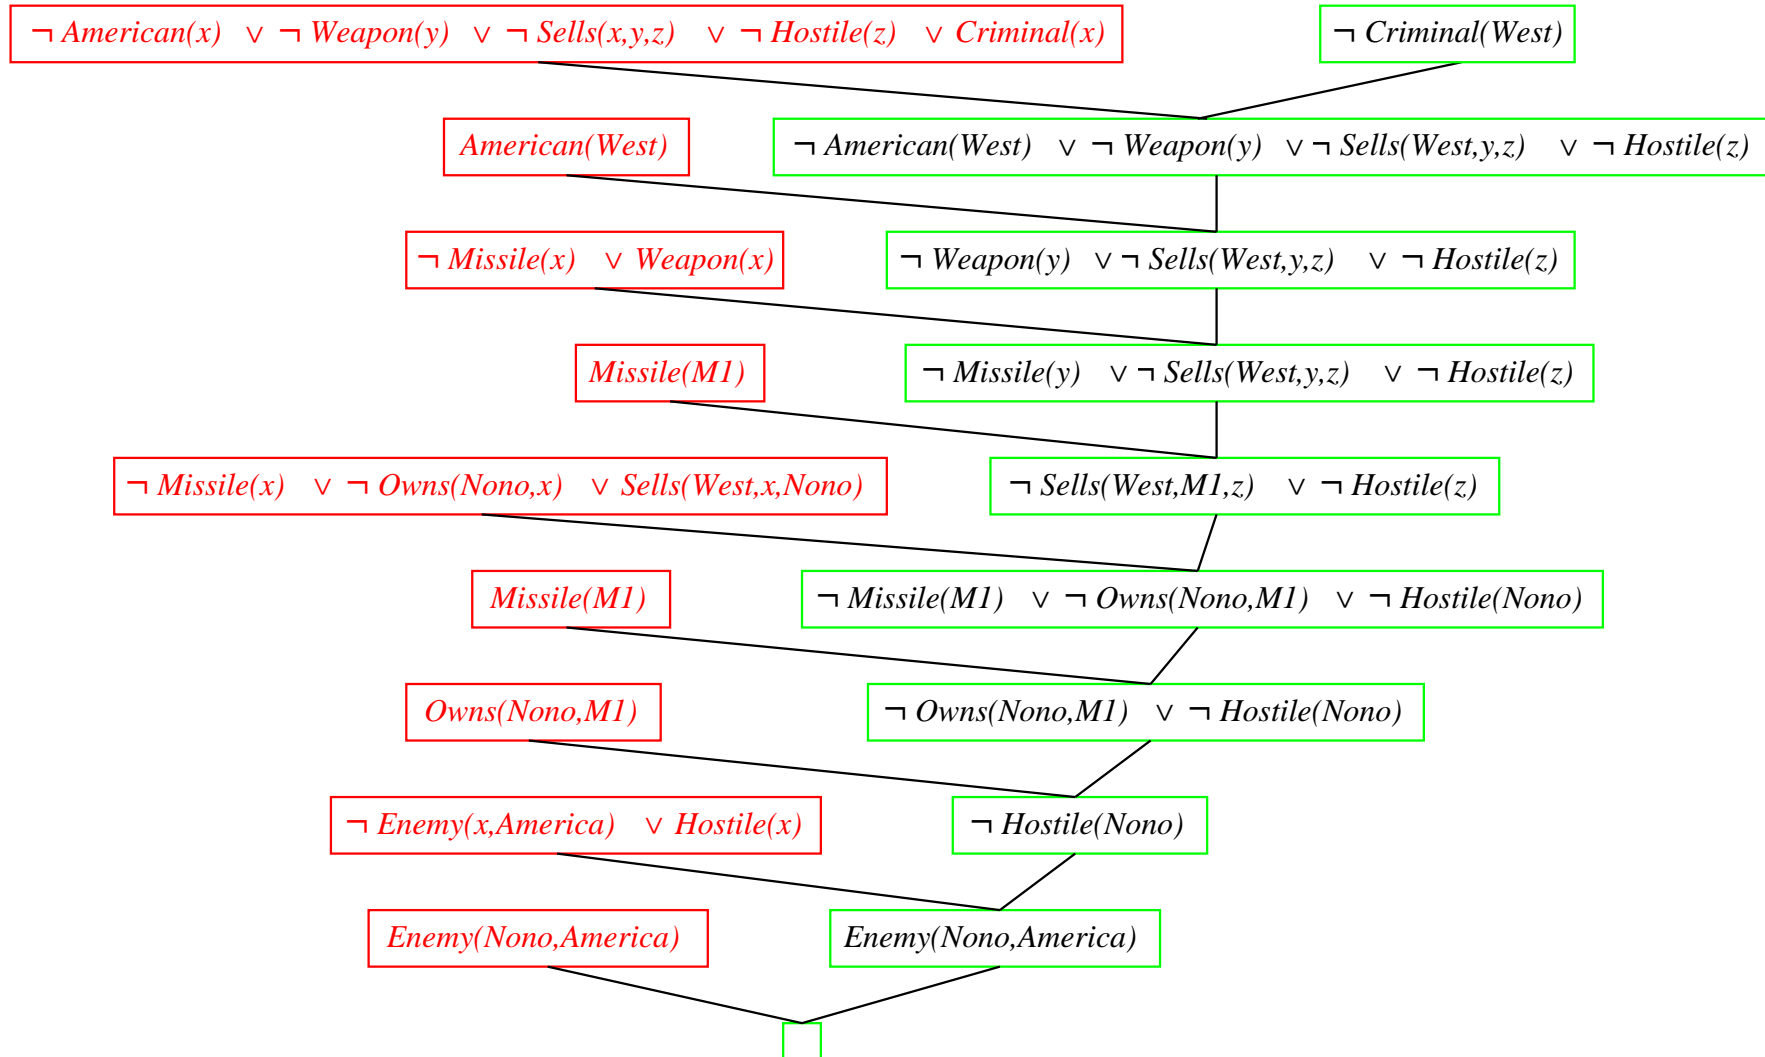 ¬ American(x) ∨ ¬ Weapon(y) ∨ ¬ Sells(x,y,z) ∨ ¬ Hostile(z) ∨ Criminal(x)
¬ Criminal(West)
American(West)
¬ American(West) ∨ ¬ Weapon(y) ∨ ¬ Sells(West,y,z) ∨ ¬ Hostile(z)
¬ Missile(x) ∨ Weapon(x)
¬ Weapon(y) ∨ ¬ Sells(West,y,z) ∨ ¬ Hostile(z)
Missile(M1)
¬ Missile(y) ∨ ¬ Sells(West,y,z) ∨ ¬ Hostile(z)
¬ Missile(x) ∨ ¬ Owns(Nono,x) ∨ Sells(West,x,Nono)
¬ Sells(West,M1,z) ∨ ¬ Hostile(z)
Missile(M1)
¬ Missile(M1) ∨ ¬ Owns(Nono,M1) ∨ ¬ Hostile(Nono)
Owns(Nono,M1)
¬ Owns(Nono,M1) ∨ ¬ Hostile(Nono)
¬ Enemy(x,America) ∨ Hostile(x)
¬ Hostile(Nono)
Enemy(Nono,America)
Enemy(Nono,America)